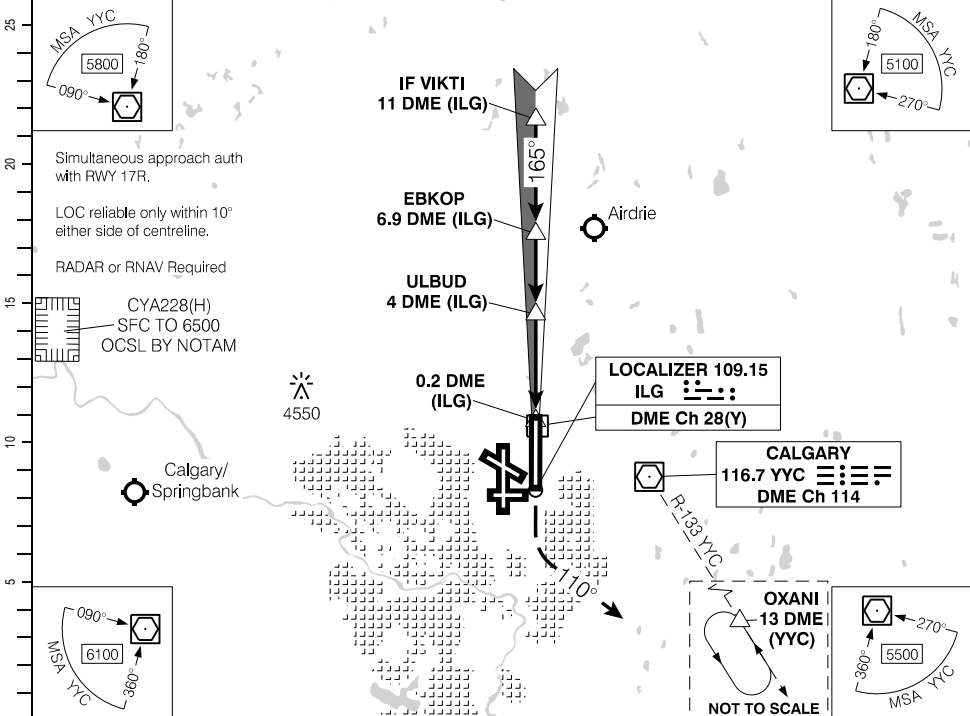 25
20
15
10
5
MSA YYC
5800
180°
090°
MSA YYC
5100
180°
270°
Simultaneous approach auth
with RWY 17R.
LOC reliable only within 10°
either side of centreline.
RADAR or RNAV Required
CYA228(H)
SFC TO 6500
OCSL BY NOTAM
4550
Calgary/
Springbank
IF VIKTI
11 DME (ILG)
165°
EBKOP
6.9 DME (ILG)
Airdrie
ULBUD
4 DME (ILG)
0.2 DME
(ILG)
LOCALIZER 109.15
ILG
DME Ch 28(Y)
CALGARY
116.7 YYC
DME Ch 114
R-133 YYC
110°
OXANI
13 DME
(YYC)
NOT TO SCALE
090°
6100
360°
MSA YYC
270°
5500
360°
MSA YYC